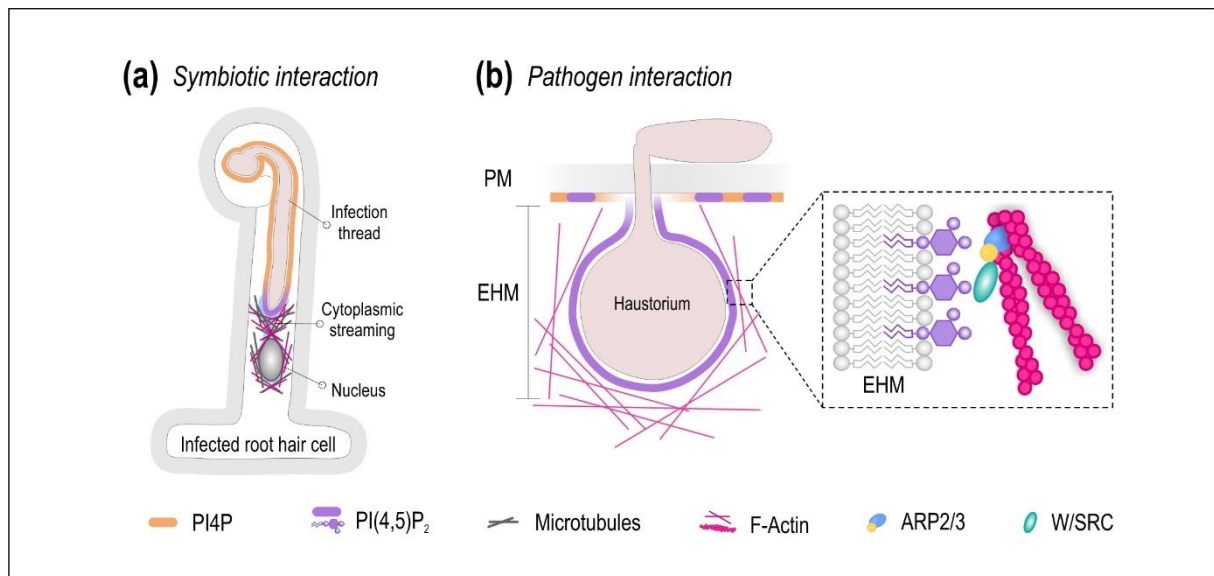 (a) Symbiotic interaction
Infection
thread
Cytoplasmic
streaming
Nucleus
Infected root hair cell
(b) Pathogen interaction
PM
EHM
Haustorium
EHM
PI4P
PI(4,5)P₂
Microtubules
F-Actin
ARP2/3
W/SRC